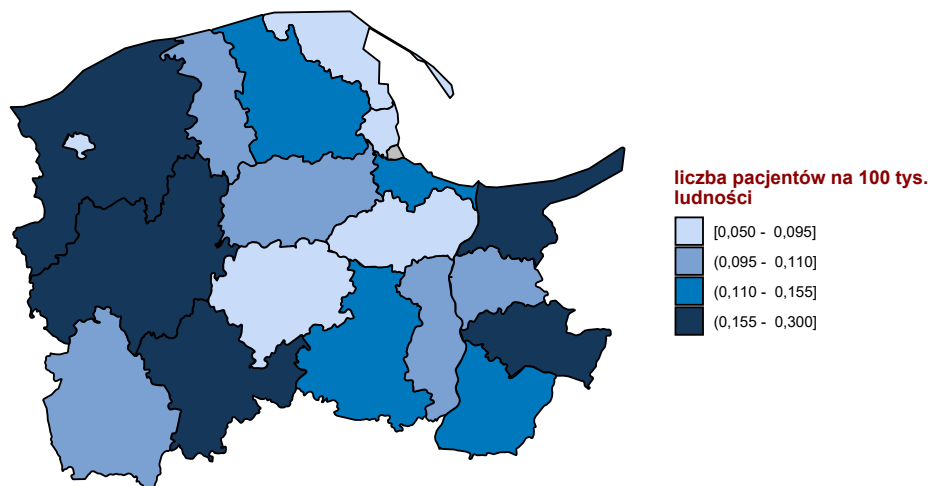 liczba pacjentów na 100 tys.
ludności
[0,050 - 0,095]
(0,095 - 0,110]
(0,110 - 0,155]
(0,155 - 0,300]